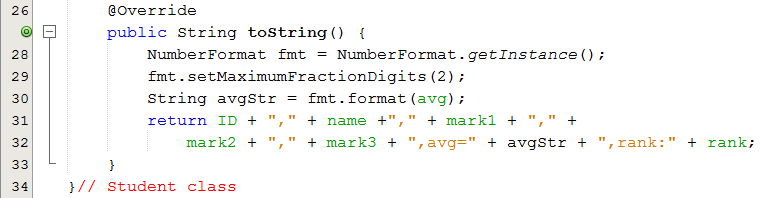 26 @Override
public String toString() {
28 NumberFormat fmt = NumberFormat.getInstance();
29 fmt.setMaximumFractionDigits(2);
30 String avgStr = fmt.format(avg);
31 return ID + "," + name +"," + mark1 + "," +
32 mark2 + "," + mark3 + ",avg=" + avgStr + ",rank:" + rank;
33 }
34 }// Student class